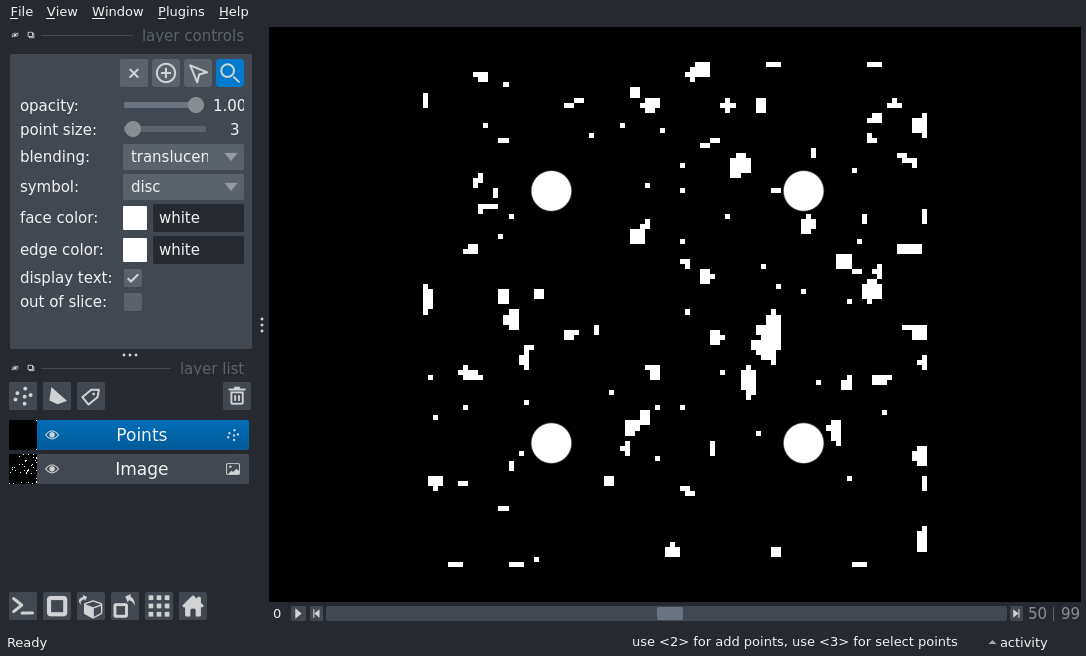 File View Window Plugins Help
layer controls
opacity: 1.00
point size: 3
blending: translucen
symbol: disc
face color: white
edge color: white
display text:
out of slice:
layer list
Points
Image
0 50 99
Ready use <2> for add points, use <3> for select points activity